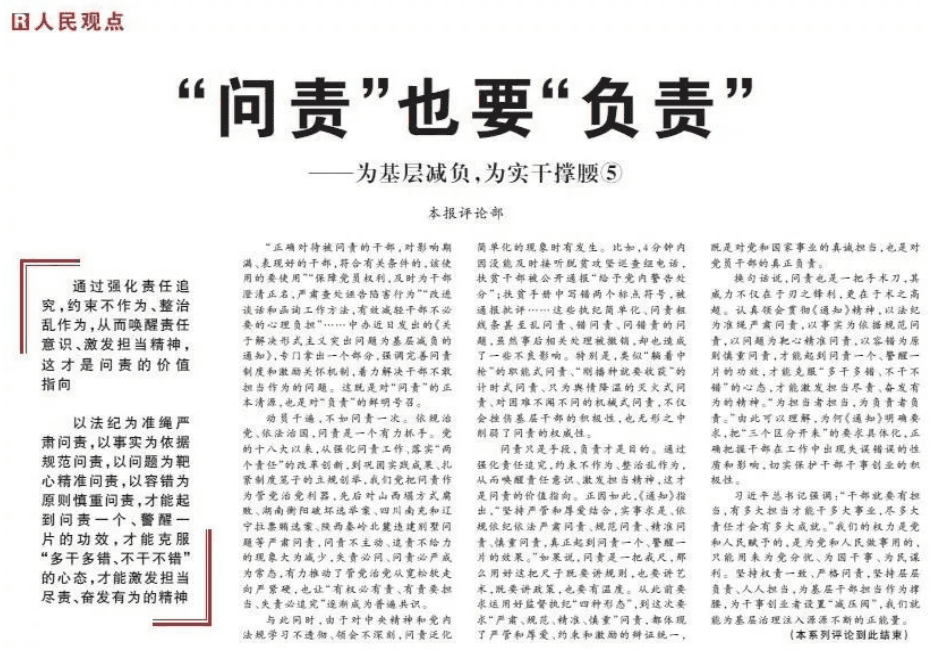 人民观点
“问责”也要“负责”
——为基层减负,为实干撑腰⑤
本报评论部
通过强化责任追
究,约束不作为、整治
乱作为,从而唤醒责任
意识、激发担当精神,
这才是问责的价值
指向
以法纪为准绳严
肃问责,以事实为依据
规范问责,以问题为靶
心精准问责,以容错为
原则慎重问责,才能起
到问责一个、警醒一
片的功效,才能克服
“多干多错、不干不错”
的心态,才能激发担当
尽责、奋发有为的精神
“正确对待被问责的干部,对影响期
满、表现好的干部,符合有关条件的,该使
用的要使用”“保障党员权利,及时为干部
澄清正名,严肃查处诬告陷害行为”“改进
谈话和函询工作方法,有效减轻干部不必
要的心理负担”……中办近日发出的《关
于解决形式主义突出问题为基层减负的
通知》,专门拿出一个部分,强调完善问责
制度和激励关怀机制,着力解决干部不敢
担当作为的问题。这既是对“问责”的正
本清源,也是对“负责”的鲜明号召。
动员千遍,不如问责一次。依规治
党、依法治国,问责是一个有力抓手。党
的十八大以来,从强化问责工作、落实“两
个责任”的改革创新,到巩固实践成果、扎
紧制度笼子的立规创举,我们党把问责作
为管党治党利器,先后对山西塌方式腐
败、湖南衡阳破坏选举案、四川南充和辽
宁拉票贿选案、陕西秦岭北麓违建别墅问
题等严肃问责,问责不主动、追责不给力
的现象大为减少,失责必问、问责必严成
为常态,有力推动了管党治党从宽松软走
向严紧硬,也让“有权必有责、有责要担
当、失责必追究”逐渐成为普遍共识。
与此同时,由于对中央精神和党内
法规学习不透彻、领会不深刻,问责泛化
简单化的现象时有发生。比如,4分钟内
因没能及时接听脱贫攻坚巡查组电话,
扶贫干部被公开通报“给予党内警告处
分”;扶贫手册中写错两个标点符号,被
通报批评……这些执纪简单化、问责粗
线条甚至乱问责、错问责、问错责的问
题,虽然事后相关处理被撤销,却也造成
了一些不良影响。特别是,类似“躺着中
枪”的职能式问责、“刚播种就要收获”的
计时式问责、只为舆情降温的灭火式问
责、对困难不闻不问的机械式问责,不仅
会挫伤基层干部的积极性,也无形之中
削弱了问责的权威性。
问责只是手段,负责才是目的。通过
强化责任追究,约束不作为、整治乱作为,
从而唤醒责任意识、激发担当精神,这才
是问责的价值指向。正因如此,《通知》指
出,“坚持严管和厚爱结合,实事求是、依
规依纪依法严肃问责、规范问责、精准问
责、慎重问责,真正起到问责一个、警醒一
片的效果。”如果说,问责是一把戒尺,那
么用好这把尺子既要讲规则,也要讲艺
术,既要讲政策,也要有温度。从此前要
求运用好监督执纪“四种形态”,到这次要
求“严肃、规范、精准、慎重”问责,都体现
了严管和厚爱、约束和激励的辩证统一,
既是对党和国家事业的真诚担当,也是对
党员干部的真正负责。
换句话说,问责也是一把手术刀,其
威力不仅在于刃之锋利,更在于术之高
超。认真领会贯彻《通知》精神,以法纪
为准绳严肃问责,以事实为依据规范问
责,以问题为靶心精准问责,以容错为原
则慎重问责,才能起到问责一个、警醒一
片的功效,才能克服“多干多错、不干不
错”的心态,才能激发担当尽责、奋发有为
的精神。“为担当者担当,为负责者负
责。”由此可以理解,为何《通知》明确要
求,把“三个区分开来”的要求具体化,正
确把握干部在工作中出现失误错误的性
质和影响,切实保护干部干事创业的积
极性。
习近平总书记强调:“干部就要有担
当,有多大担当才能干多大事业,尽多大
责任才会有多大成就。”我们的权力是党
和人民赋予的,是为党和人民做事用的,
只能用来为党分忧、为国干事、为民谋
利。坚持权责一致、严格问责,坚持层层
负责、人人担当,为基层干部担当作为撑
腰,为干事创业者设置“减压阀”,我们就
能为基层治理注入源源不断的正能量。
(本系列评论到此结束)